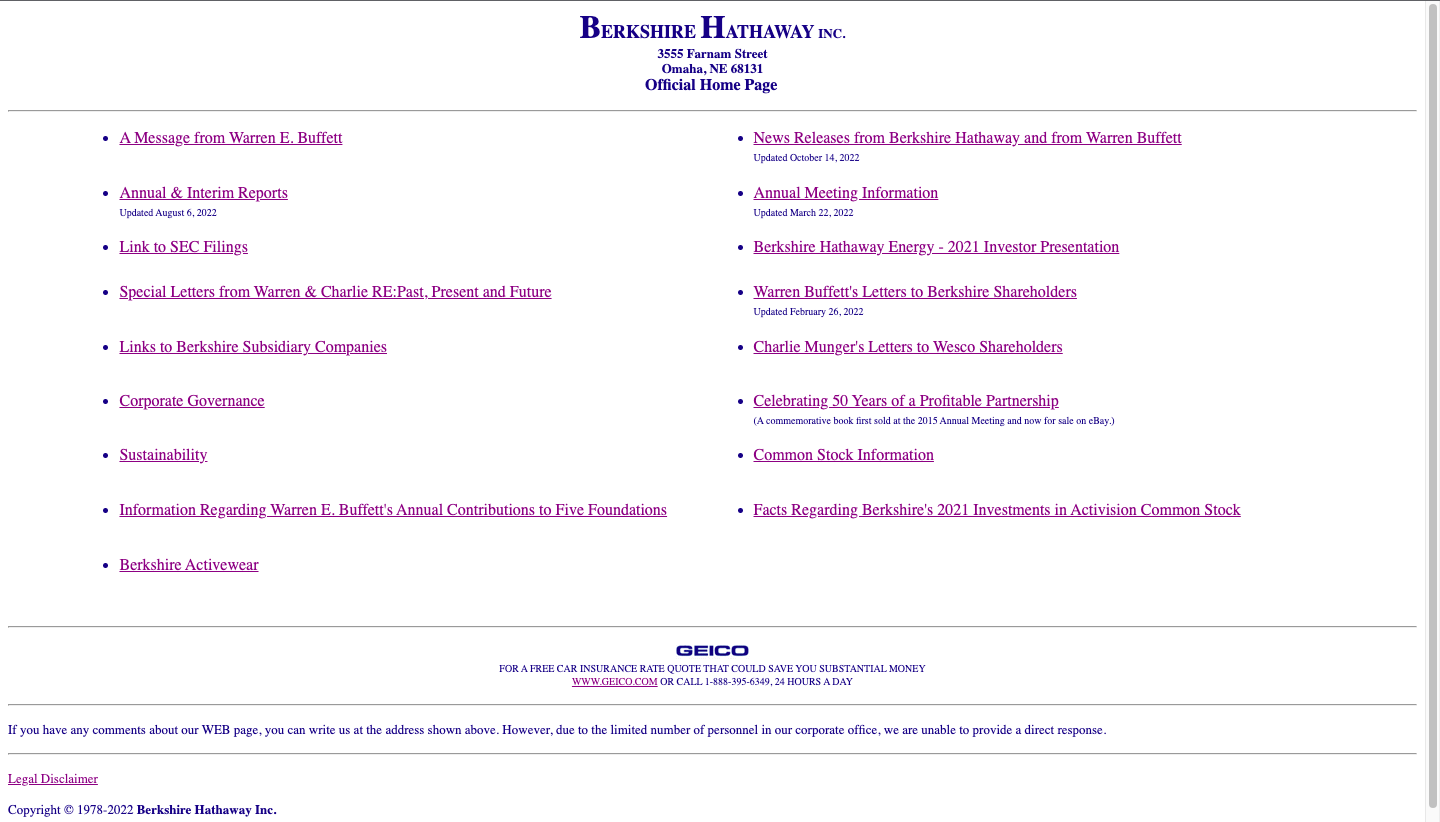 BERKSHIRE HATHAWAY INC.
3555 Farnam Street
Omaha, NE 68131
Official Home Page
A Message from Warren E. Buffett
News Releases from Berkshire Hathaway and from Warren Buffett
Updated October 14, 2022
Annual & Interim Reports
Updated August 6, 2022
Annual Meeting Information
Updated March 22, 2022
Link to SEC Filings
Berkshire Hathaway Energy - 2021 Investor Presentation
Special Letters from Warren & Charlie RE:Past, Present and Future
Warren Buffett's Letters to Berkshire Shareholders
Updated February 26, 2022
Links to Berkshire Subsidiary Companies
Charlie Munger's Letters to Wesco Shareholders
Corporate Governance
Celebrating 50 Years of a Profitable Partnership
(A commemorative book first sold at the 2015 Annual Meeting and now for sale on eBay.)
Sustainability
Common Stock Information
Information Regarding Warren E. Buffett's Annual Contributions to Five Foundations
Facts Regarding Berkshire's 2021 Investments in Activision Common Stock
Berkshire Activewear
GEICO
FOR A FREE CAR INSURANCE RATE QUOTE THAT COULD SAVE YOU SUBSTANTIAL MONEY
WWW.GEICO.COM OR CALL 1-888-395-6349, 24 HOURS A DAY
If you have any comments about our WEB page, you can write us at the address shown above. However, due to the limited number of personnel in our corporate office, we are unable to provide a direct response.
Legal Disclaimer
Copyright © 1978-2022 Berkshire Hathaway Inc.